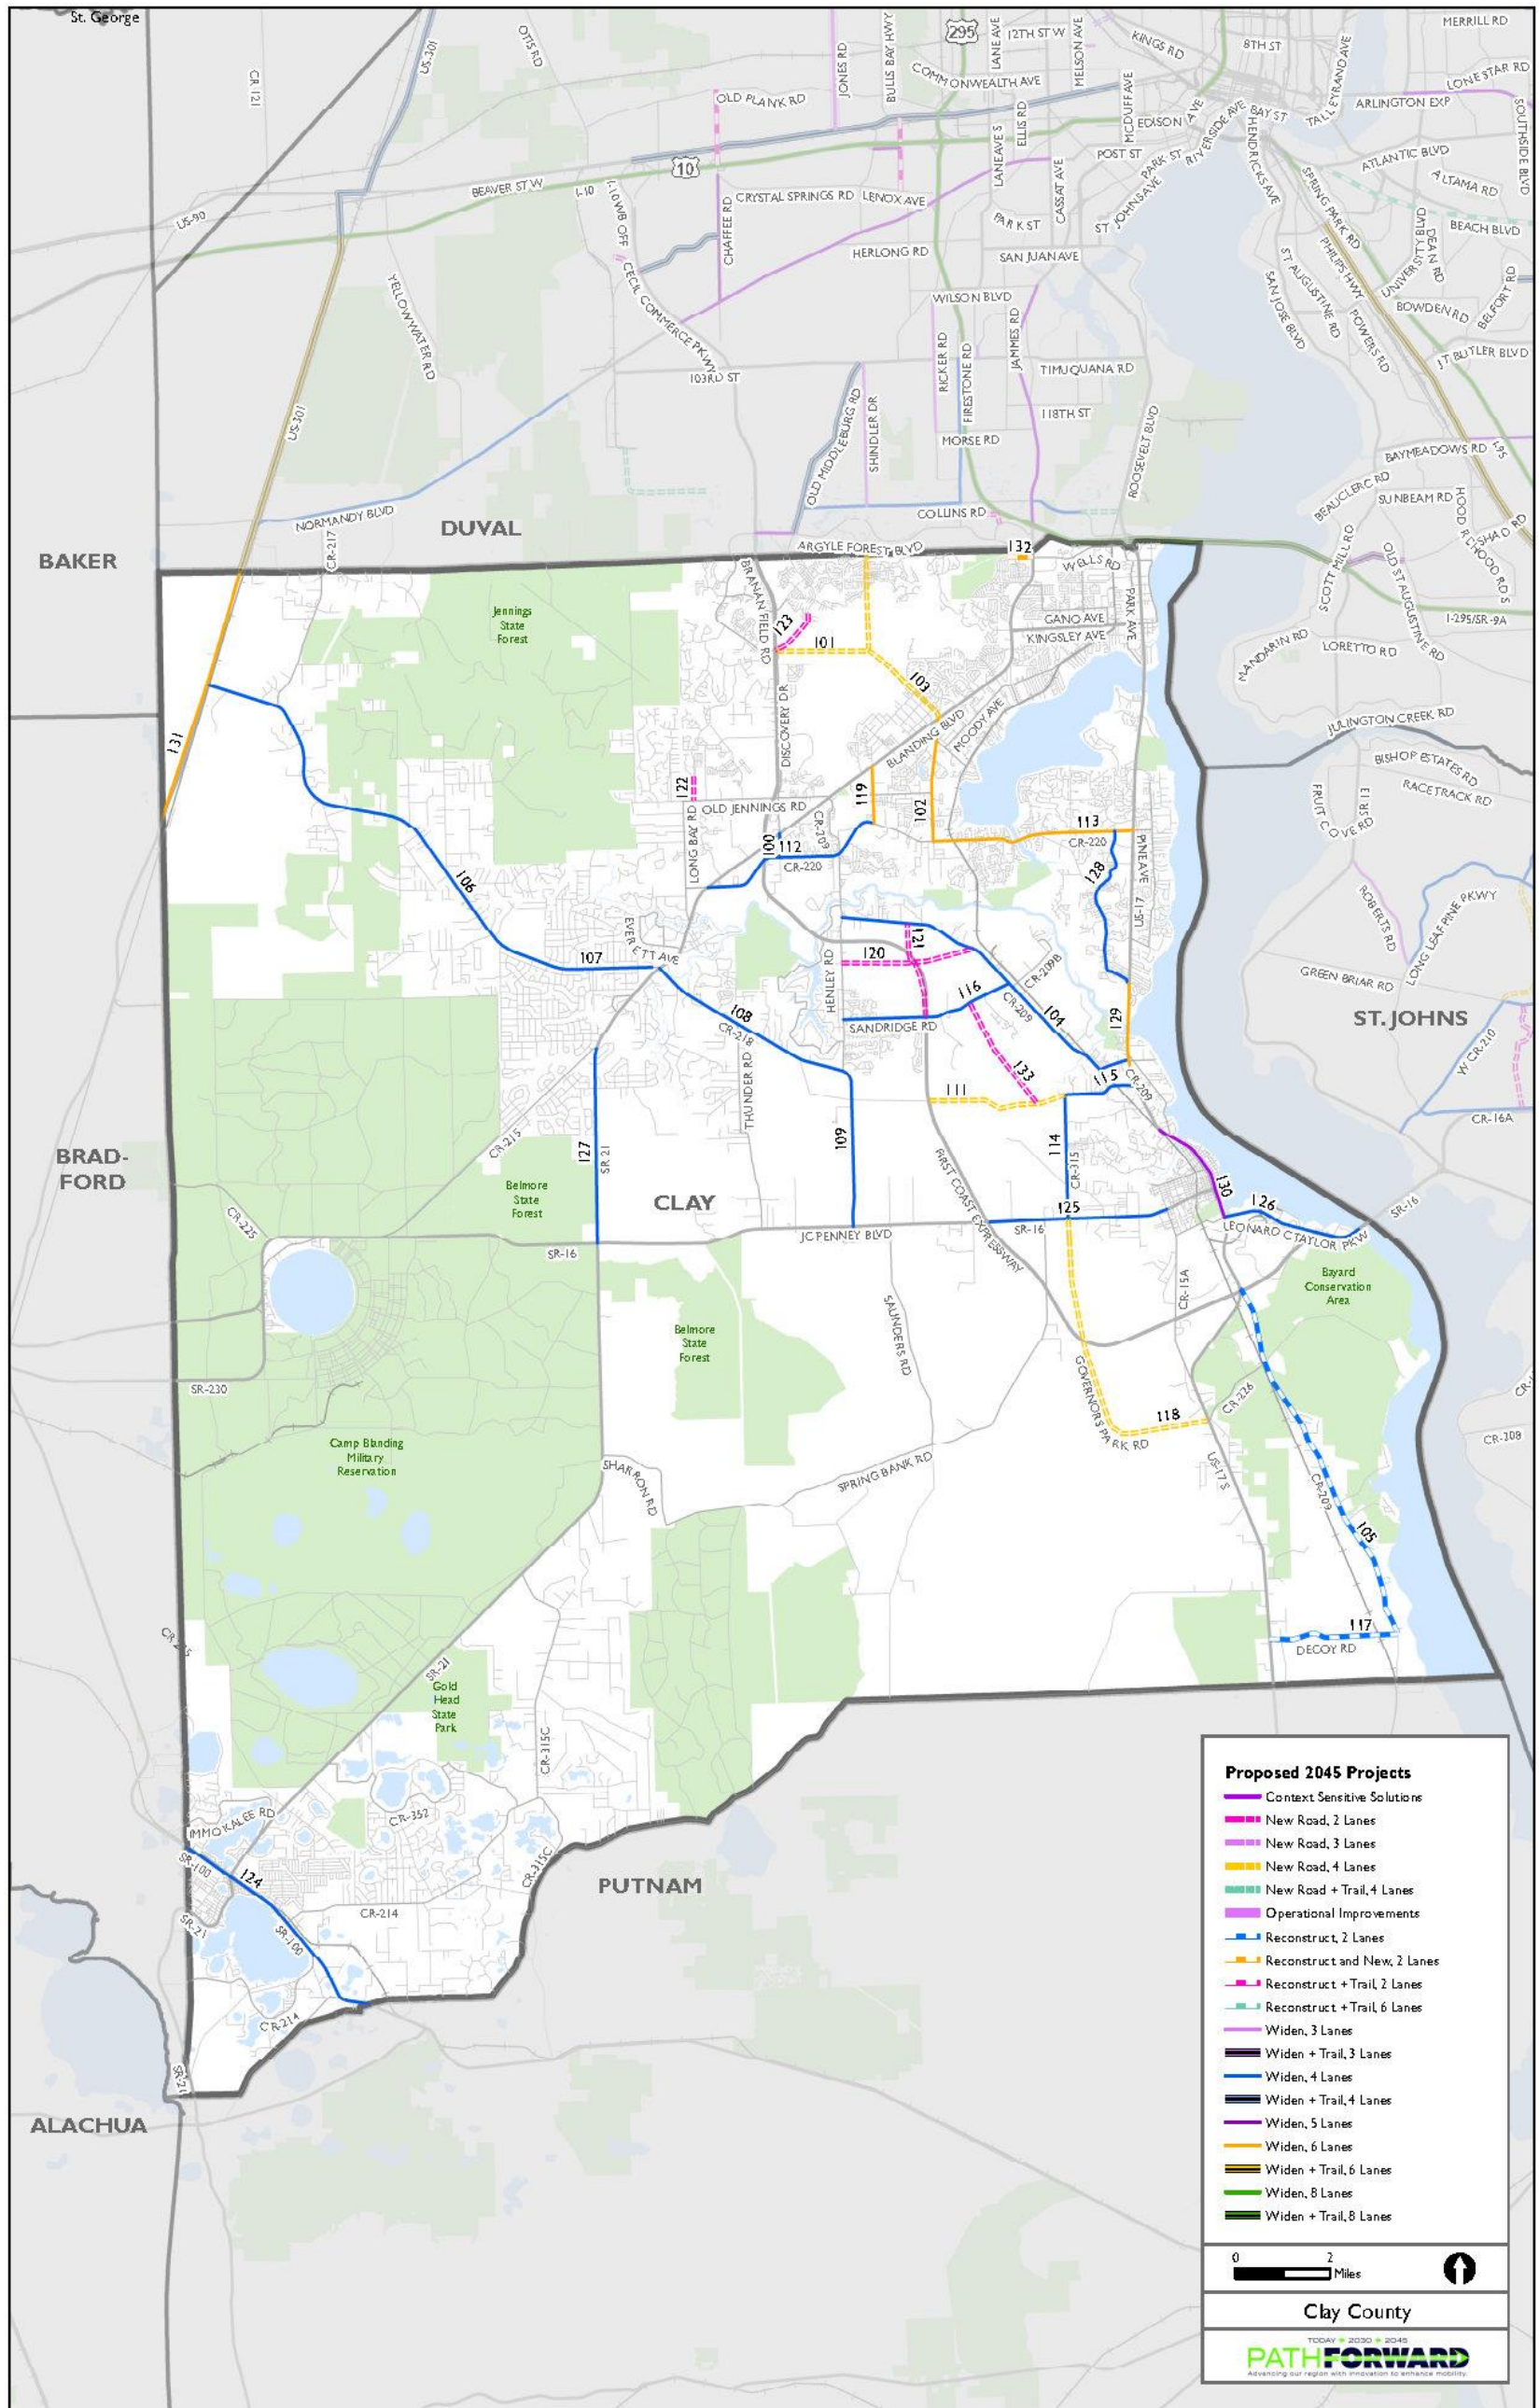 St. George
CR 121
US-301
OTIS RD
JONES RD
BULLS BAY HWY
295
LANE AVE
12TH ST W
MELSON AVE
KINGS RD
8TH ST
TALLEYRAND AVE
MERRILL RD
LONE STAR RD
COMMONWEALTH AVE
OLD PLANK RD
ELLIS RD
MCDUFF AVE
EDISON AVE
RIVERSIDE AVE
BAY ST
HENDRICKS AVE
ARLINGTON EXP
SOUTHSIDE BLVD
10
LANE AVE S
POST ST
PARK ST
ATLANTIC BLVD
ALTAMA RD
BEAVER ST W
I-10
I-10 WB OFF
CRYSTAL SPRINGS RD
LENOX AVE
CASSAT AVE
ST JOHNS AVE
SPRING PARK RD
UNIVERSITY BLVD
DEAN RD
BEACH BLVD
US-90
CHAFFEE RD
PARK ST
HERLONG RD
SAN JUAN AVE
PHILIPS HWY
BELFORT RD
YELLOW WATER RD
CECIL COMMERCE PKWY
WILSON BLVD
JAMMES RD
SAN JOSE BLVD
ST AUGUSTINE RD
POWERS RD
BOWDEN RD
J T BUTLER BLVD
103RD ST
RICKER RD
FIRESTONE RD
TIMUQUANA RD
US-301
OLD MIDDLEBURG RD
SHINDLER DR
118TH ST
MORSE RD
ROOSEVELT BLVD
BAYMEADOWS RD
I-95
NORMANDY BLVD
COLLINS RD
BEAUCLERC RD
SUNBEAM RD
HOOD RD
SHAD RD
HOOD RD S
DUVAL
CR-217
BAKER
ARGYLE FOREST BLVD
132
WELLS RD
SCOTT MILL RD
OLD ST AUGUSTINE RD
I-295/SR-9A
Jennings
State
Forest
BRANAN FIELD RD
123
101
GANO AVE
KINGSLEY AVE
PARK AVE
MANDARIN RD
LORETTO RD
103
131
DISCOVERY DR
BLANDING BLVD
MOODY AVE
JULINGTON CREEK RD
BISHOP ESTATES RD
RACETRACK RD
122
OLD JENNINGS RD
119
102
113
FRUIT COVE RD
SR 13
LONG BAY RD
100
112
CR-209
CR-220
CR-220
PINE AVE
106
128
US-17
ROBERTS RD
LONG LEAF PINE PKWY
EVERETT AVE
107
HENLEY RD
120
121
CR-209B
GREEN BRIAR RD
108
CR-218
116
CR-209
104
129
ST. JOHNS
SANDRIDGE RD
W CR-210
THUNDER RD
133
111
115
CR-209
CR-16A
BRAD-
FORD
CR-215
127
SR 21
109
114
CR-315
Belmore
State
Forest
CLAY
FIRST COAST EXPRESSWAY
130
126
SR-16
CR-225
125
SR-16
SR-16
JC PENNEY BLVD
LEONARD C TAYLOR PKW
CR-15A
Bayard
Conservation
Area
Belmore
State
Forest
SAUNDERS RD
SR-230
GOVERNORS PARK RD
118
CR-226
Camp Blanding
Military
Reservation
CR-208
SHARRON RD
SPRING BANK RD
US-17 S
CR-209
105
117
DECOY RD
SR-21
Gold
Head
State
Park
CR-315C
IMMOKALEE RD
CR-352
SR-100
124
CR-315C
PUTNAM
CR-214
SR-21
SR-100
CR-214
SR-21
ALACHUA
Proposed 2045 Projects
Context Sensitive Solutions
New Road, 2 Lanes
New Road, 3 Lanes
New Road, 4 Lanes
New Road + Trail, 4 Lanes
Operational Improvements
Reconstruct, 2 Lanes
Reconstruct and New, 2 Lanes
Reconstruct + Trail, 2 Lanes
Reconstruct + Trail, 6 Lanes
Widen, 3 Lanes
Widen + Trail, 3 Lanes
Widen, 4 Lanes
Widen + Trail, 4 Lanes
Widen, 5 Lanes
Widen, 6 Lanes
Widen + Trail, 6 Lanes
Widen, 8 Lanes
Widen + Trail, 8 Lanes
0 2
Miles
Clay County
TODAY 2030 2045
PATHFORWARD
Advancing our region with innovation to enhance mobility.